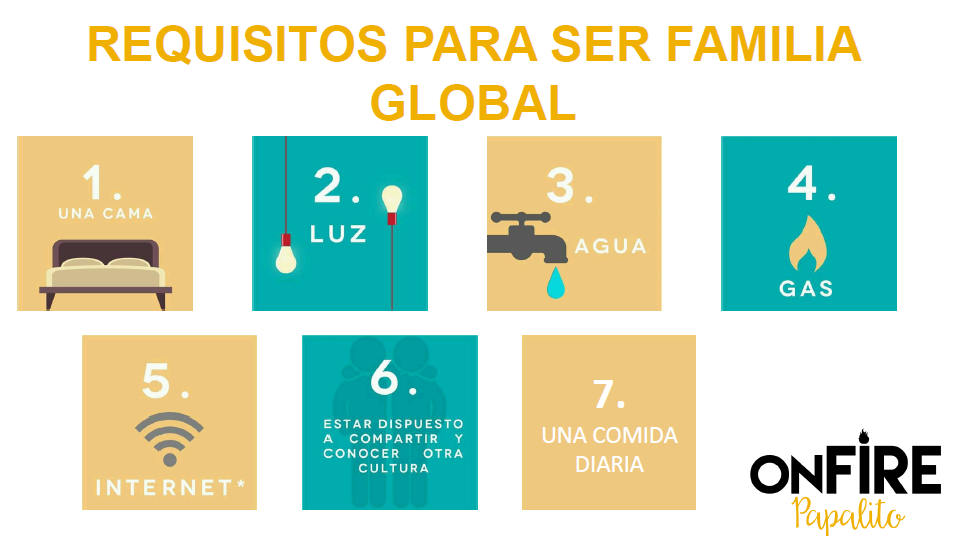 REQUISITOS PARA SER FAMILIA
GLOBAL
1.
UNA CAMA
2.
LUZ
3.
AGUA
4.
GAS
5.
INTERNET*
6.
ESTAR DISPUESTO
A COMPARTIR Y
CONOCER OTRA
CULTURA
7.
UNA COMIDA
DIARIA
ONFIRE
Papalito